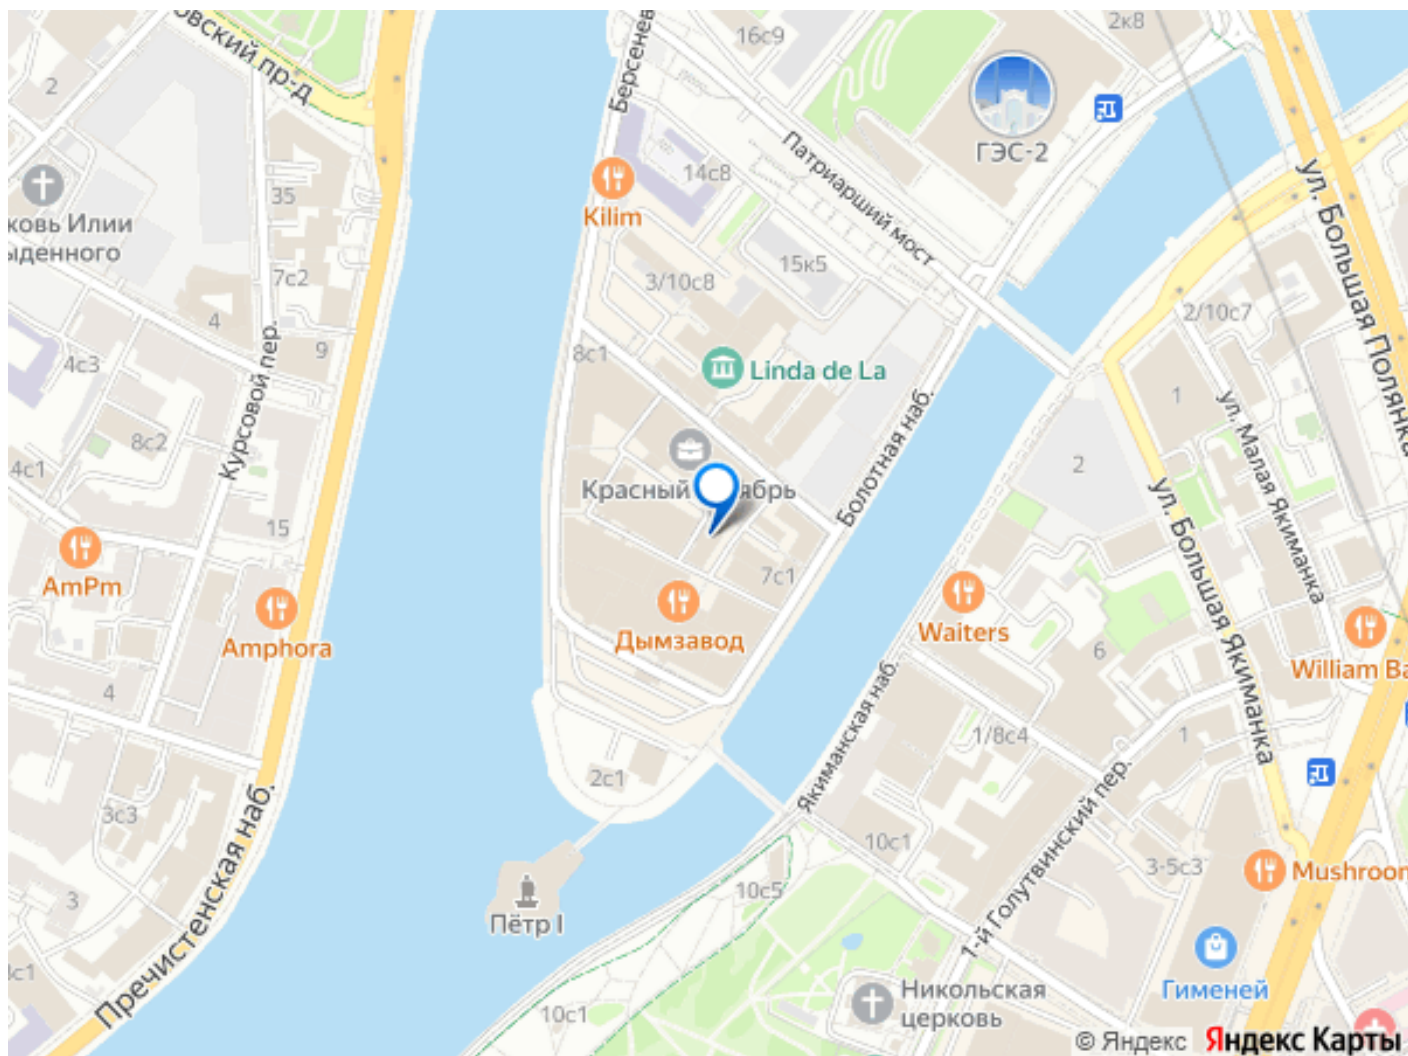 2к8
16с9
2
ГЭС-2
Берсенев
Патриарший мост
ул. Большая Полянка
14с8
35
Kilim
ковь Илии
ыденного
15к5
7с2
3/10с8
4
2/10с7
9
8с1
4с3
Linda de La
Курсовой пер.
1
8с2
Болотная наб.
ул. Малая Якиманка
4с1
2
Красный
ябрь
15
ул. Большая Якиманка
7с1
AmPm
Дымзавод
Waiters
Amphora
6
William Ba
4
Якиманская наб.
1/8с4
1
2с1
3с3
10с1
3-5с3
Mushroom
10с5
3
Пречистенская наб.
Пётр I
1-й Голутвинский пер.
Гименей
Никольская
церковь
10с1
© Яндекс Яндекс Карты